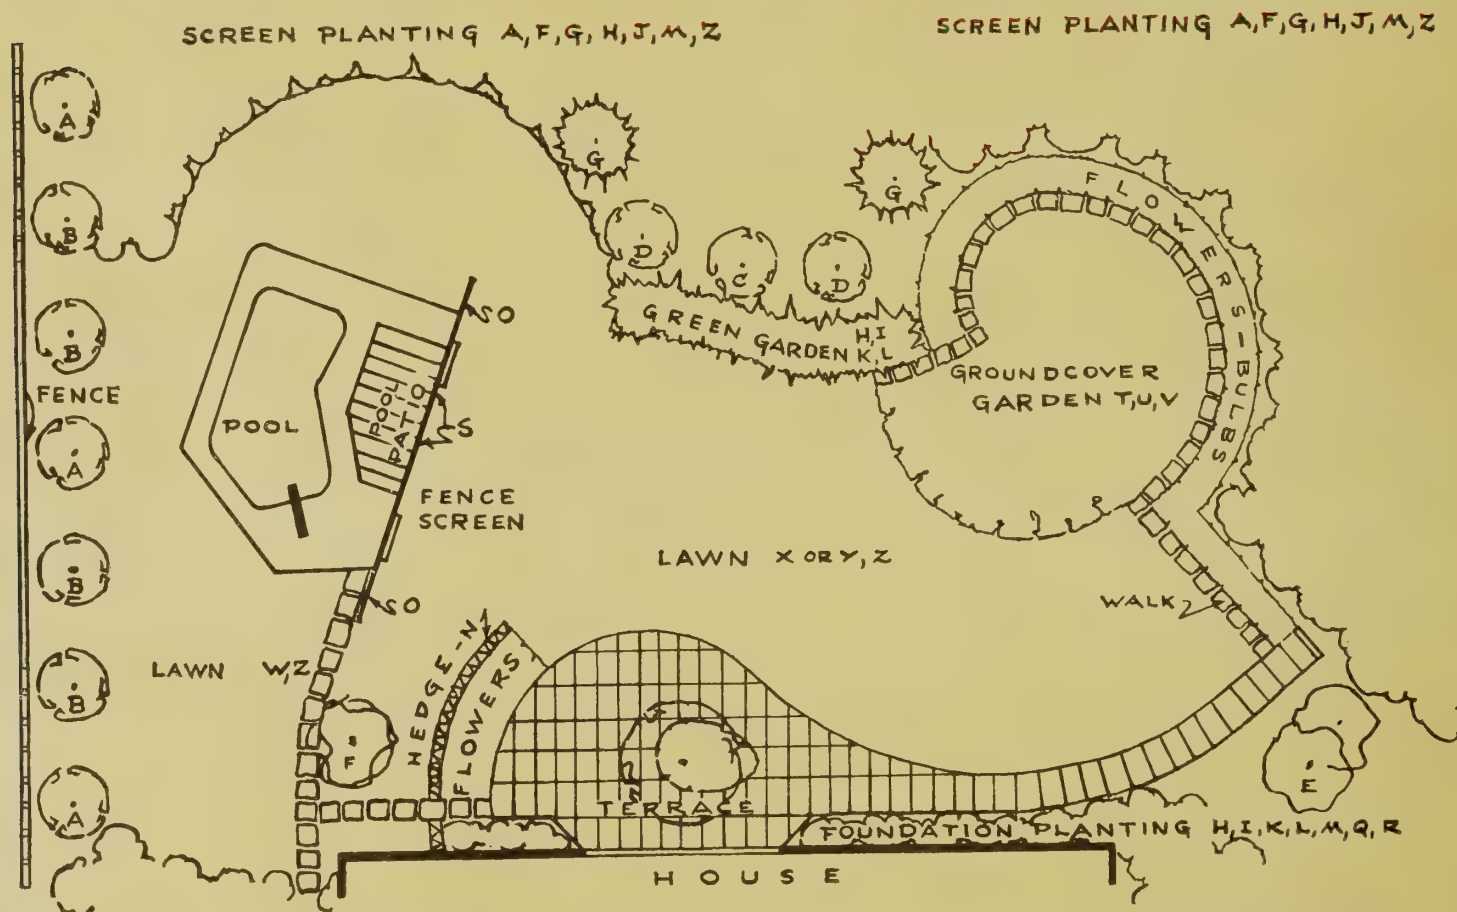 SCREEN PLANTING A, F, G, H, J, M, Z
SCREEN PLANTING A, F, G, H, J, M, Z
A
B
B
FENCE
A
B
B
A
G
G
D
C
D
GREEN GARDEN H, I
K, L
FLOWERS - BULBS
GROUNDCOVER
GARDEN T, U, V
SO
POOL
POOL
PATIO
S
FENCE
SCREEN
SO
LAWN X OR Y, Z
WALK
LAWN W, Z
F
HEDGE - N
FLOWERS
TERRACE
E
FOUNDATION PLANTING H, I, K, L, M, Q, R
HOUSE